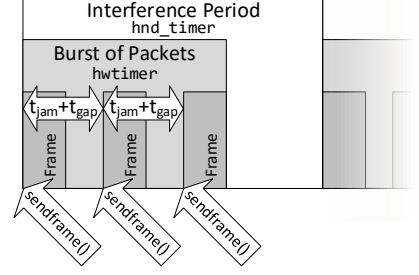 Interference Period
hnd_timer
Burst of Packets
hwtimer
tjam+tgap
tjam+tgap
Frame
Frame
Frame
sendframe()
sendframe()
sendframe()